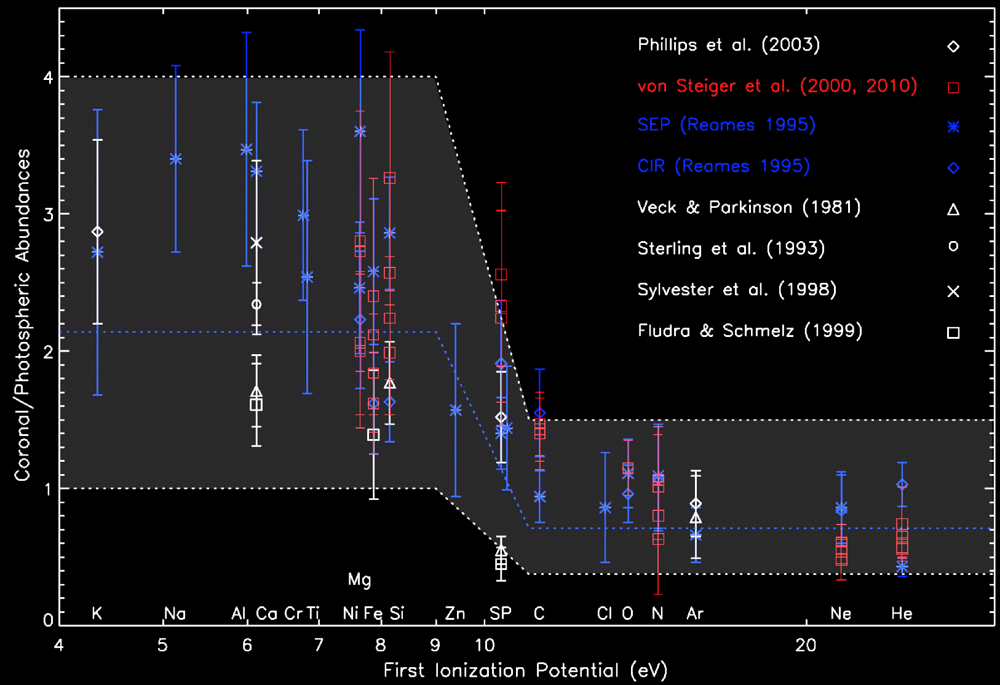 Phillips et al. (2003)
von Steiger et al. (2000, 2010)
SEP (Reames 1995)
CIR (Reames 1995)
Veck & Parkinson (1981)
Sterling et al. (1993)
Sylvester et al. (1998)
Fludra & Schmelz (1999)
Coronal/Photospheric Abundances
4
3
2
1
0
Mg
K Na Al Ca Cr Ti Ni Fe Si Zn SP C Cl O N Ar Ne He
4 5 6 7 8 9 10 20
First Ionization Potential (eV)